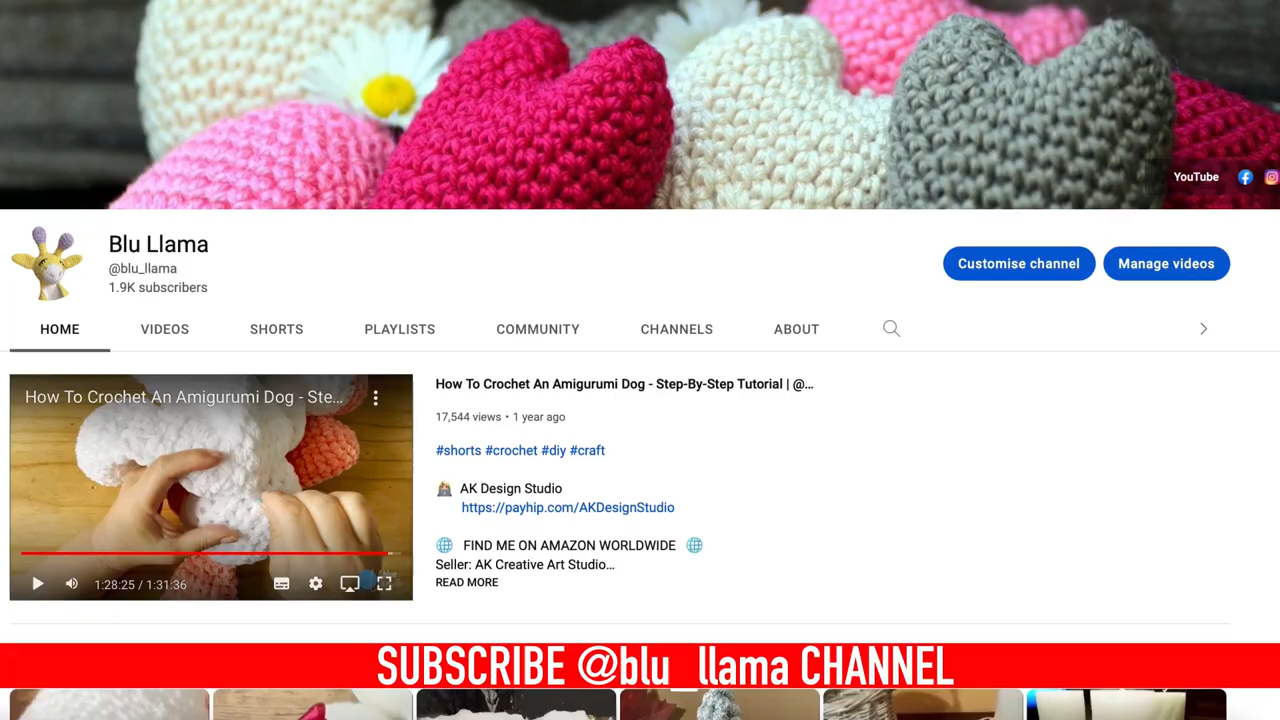 YouTube
Blu Llama
@blu_llama
1.9K subscribers
Customise channel
Manage videos
HOME
VIDEOS
SHORTS
PLAYLISTS
COMMUNITY
CHANNELS
ABOUT
How To Crochet An Amigurumi Dog - Ste...
1:28:25 / 1:31:36
How To Crochet An Amigurumi Dog - Step-By-Step Tutorial | @...
17,544 views • 1 year ago
#shorts #crochet #diy #craft
AK Design Studio
https://payhip.com/AKDesignStudio
FIND ME ON AMAZON WORLDWIDE
Seller: AK Creative Art Studio...
READ MORE
SUBSCRIBE @blu_llama CHANNEL